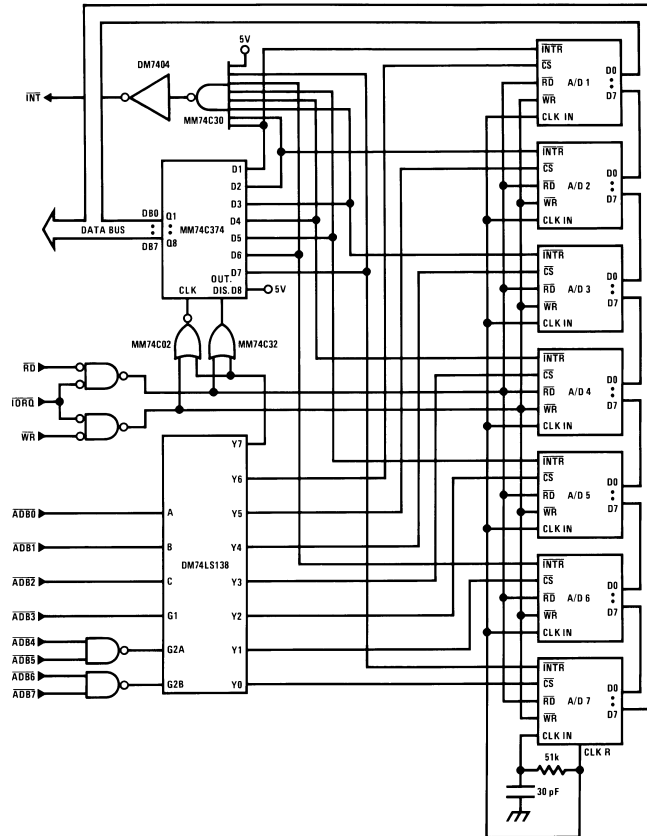 5V
DM7404
INT
MM74C30
INTR
CS
RD
A/D 1
WR
CLK IN
D0
D7
D1
D2
D3
D4
D5
D6
D7
OUT.
DIS. D8
5V
DB0
DB7
DATA BUS
Q1
Q8
MM74C374
CLK
INTR
CS
RD
A/D 2
WR
CLK IN
D0
D7
INTR
CS
RD
A/D 3
WR
CLK IN
D0
D7
MM74C02
MM74C32
RD
IORQ
WR
INTR
CS
RD
A/D 4
WR
CLK IN
D0
D7
ADB0
ADB1
ADB2
ADB3
ADB4
ADB5
ADB6
ADB7
A
B
C
G1
G2A
G2B
DM74LS138
Y7
Y6
Y5
Y4
Y3
Y2
Y1
Y0
INTR
CS
RD
A/D 5
WR
CLK IN
D0
D7
INTR
CS
RD
A/D 6
WR
CLK IN
D0
D7
INTR
CS
RD
A/D 7
WR
CLK IN
D0
D7
CLK R
51k
30 pF